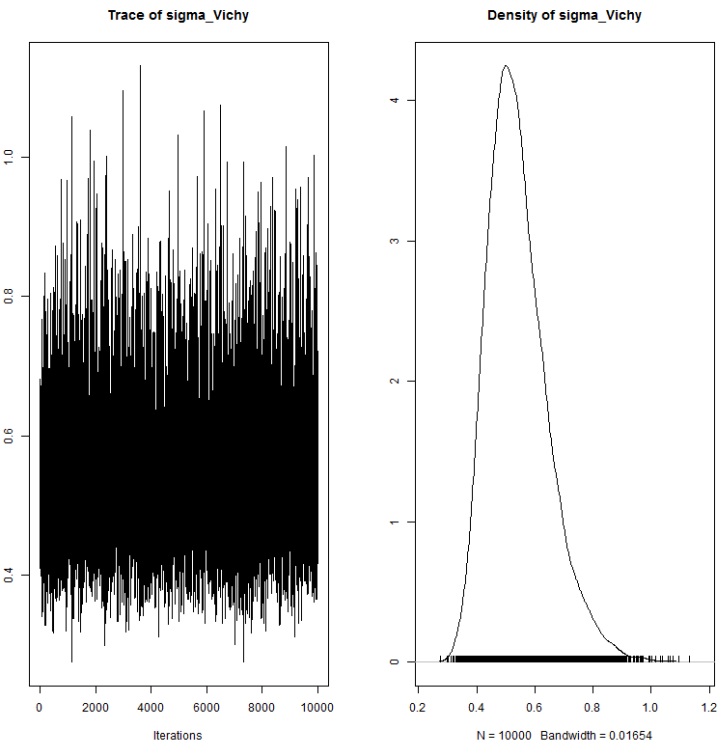 Trace of sigma_Vichy
1.0
0.8
0.6
0.4
0 2000 4000 6000 8000 10000
Iterations
Density of sigma_Vichy
4
3
2
1
0
0.2 0.4 0.6 0.8 1.0 1.2
N = 10000 Bandwidth = 0.01654